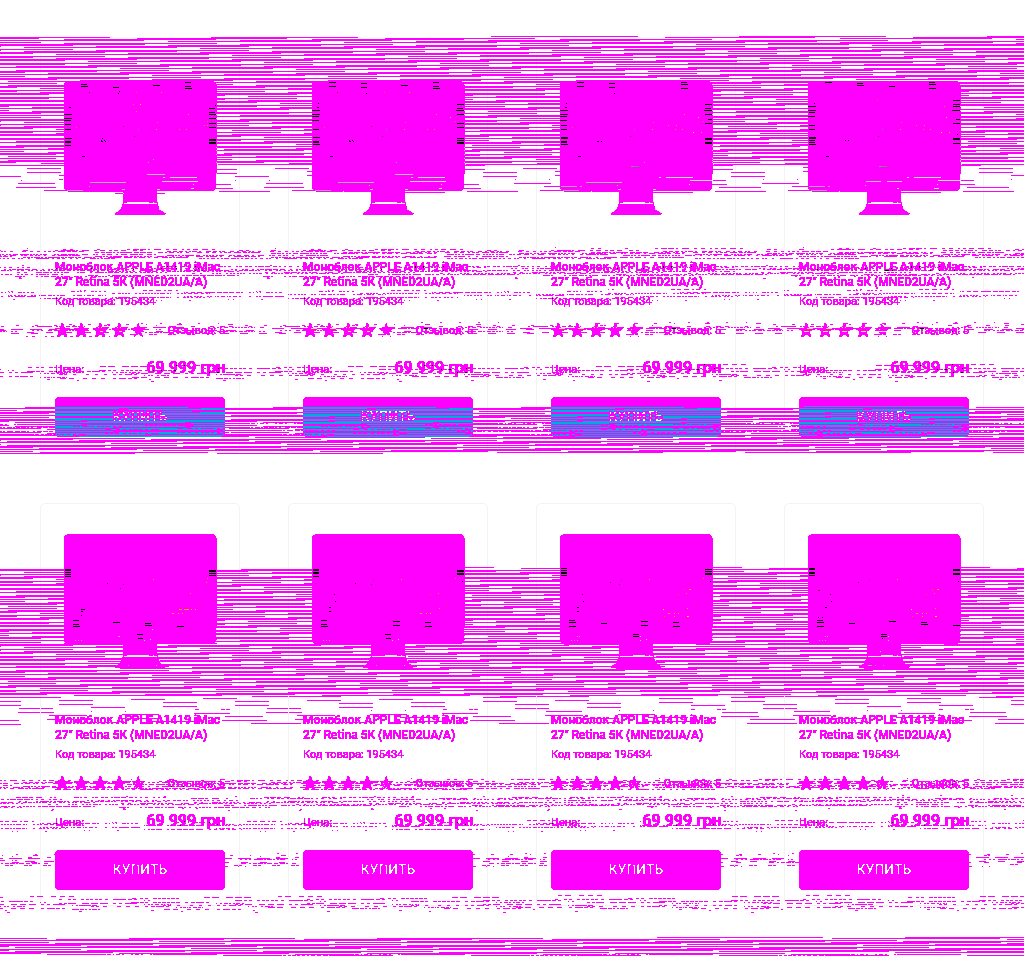 Моноблок APPLE A1419 iMac Моноблок APPLE A1419 iMac Моноблок APPLE A1419 iMac Моноблок APPLE A1419 iMac
27" Retina 5K (MNED2UA/A) 27" Retina 5K (MNED2UA/A) 27" Retina 5K (MNED2UA/A) 27" Retina 5K (MNED2UA/A)
Код товара: 195434 Код товара: 195434 Код товара: 195434 Код товара: 195434
Отзывов: 5 Отзывов: 5 Отзывов: 5 Отзывов: 5
Цена: 69 999 грн Цена: 69 999 грн Цена: 69 999 грн Цена: 69 999 грн
КУПИТЬ КУПИТЬ КУПИТЬ КУПИТЬ
Моноблок APPLE A1419 iMac Моноблок APPLE A1419 iMac Моноблок APPLE A1419 iMac Моноблок APPLE A1419 iMac
27" Retina 5K (MNED2UA/A) 27" Retina 5K (MNED2UA/A) 27" Retina 5K (MNED2UA/A) 27" Retina 5K (MNED2UA/A)
Код товара: 195434 Код товара: 195434 Код товара: 195434 Код товара: 195434
Отзывов: 5 Отзывов: 5 Отзывов: 5 Отзывов: 5
Цена: 69 999 грн Цена: 69 999 грн Цена: 69 999 грн Цена: 69 999 грн
КУПИТЬ КУПИТЬ КУПИТЬ КУПИТЬ